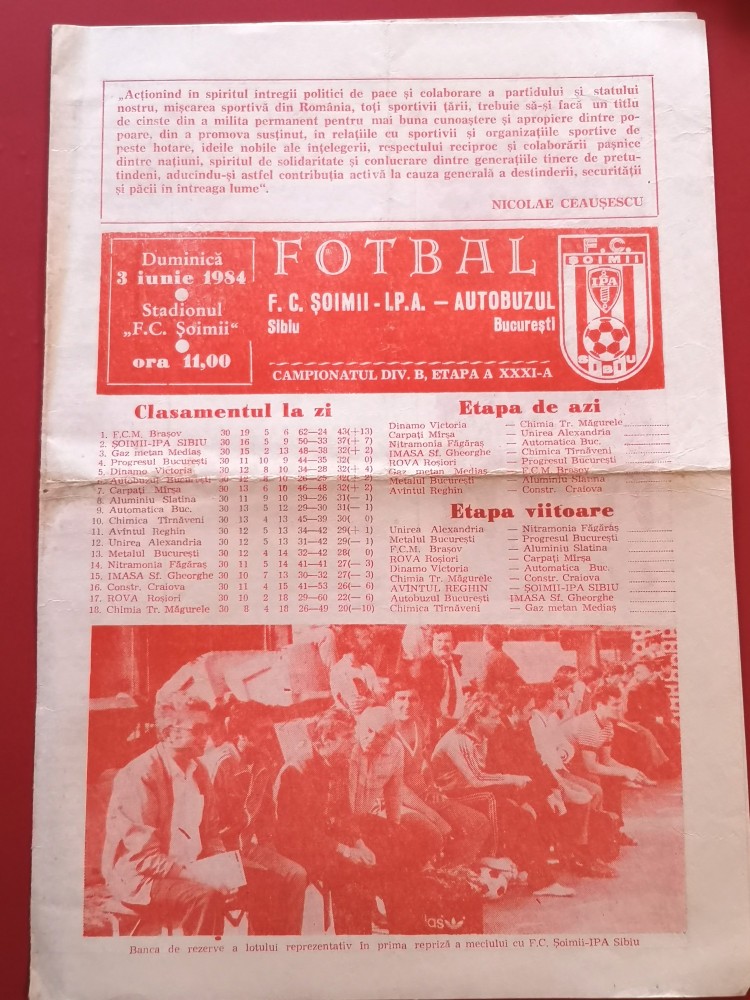 „Acționînd în spiritul întregii politici de pace și colaborare a partidului și statului
nostru, mișcarea sportivă din România, toți sportivii țării, trebuie să-și facă un titlu
de cinste din a milita permanent pentru mai buna cunoaștere și apropiere dintre po-
poare, din a promova susținut, în relațiile cu sportivii și organizațiile sportive de
peste hotare, ideile nobile ale înțelegerii, respectului reciproc și colaborării pașnice
dintre națiuni, spiritul de solidaritate și conlucrare dintre generațiile tinere de pretu-
tindeni, aducîndu-și astfel contribuția activă la cauza generală a destinderii, securității
și păcii în întreaga lume“.
NICOLAE CEAUȘESCU
Duminică
3 iunie 1984
Stadionul
„F.C. Șoimii“
ora 11,00
FOTBAL
F. C. ȘOIMII - I.P.A. — AUTOBUZUL
Sibiu București
CAMPIONATUL DIV. B, ETAPA A XXXI-A
F. C.
ȘOIMII
IPA
SIBIU
Clasamentul la zi
1. F.C.M. Brașov 30 19 5 6 62—24 43(+13)
2. ȘOIMII-IPA SIBIU 30 16 5 9 50—33 37(+ 7)
3. Gaz metan Mediaș 30 15 2 13 48—38 32(+ 2)
4. Progresul București 30 11 10 9 44—35 32( 0)
5. Dinamo Victoria 30 12 8 10 34—28 32(+ 4)
6. Autobuzul București 30
7. Carpați Mîrșa 30 13 46—48 32(+ 2)
8. Aluminiu Slatina 30 11 9 10 39—26 31(— 1)
9. Automatica Buc. 30 13 5 12 29—30 31(— 1)
10. Chimica Tîrnăveni 30 13 4 13 45—39 30( 0)
11. Avîntul Reghin 30 12 5 13 34—42 29(+ 1)
12. Unirea Alexandria 30 12 5 13 31—42 29(— 1)
13. Metalul București 30 12 4 14 32—42 28( 0)
14. Nitramonia Făgăraș 30 11 5 14 41—41 27(— 3)
15. IMASA Sf. Gheorghe 30 10 7 13 30—32 27(— 3)
16. Constr. Craiova 30 11 4 15 41—53 26(— 6)
17. ROVA Roșiori 30 10 2 18 29—60 22(— 6)
18. Chimia Tr. Măgurele 30 8 4 18 26—49 20(—10)
Etapa de azi
Dinamo Victoria — Chimia Tr. Măgurele
Carpați Mîrșa — Unirea Alexandria
Nitramonia Făgăraș — Automatica Buc.
IMASA Sf. Gheorghe — Chimica Tîrnăveni
ROVA Roșiori — Progresul București
Gaz metan Mediaș — F.C.M. Brașov
Metalul București — Aluminiu Slatina
Avîntul Reghin — Constr. Craiova
Etapa viitoare
Unirea Alexandria — Nitramonia Făgăraș
Metalul București — Progresul București
F.C.M. Brașov — Aluminiu Slatina
ROVA Roșiori — Carpați Mîrșa
Dinamo Victoria — Automatica Buc.
Chimia Tr. Măgurele — Constr. Craiova
AVÎNTUL REGHIN — ȘOIMII-IPA SIBIU
Autobuzul București — IMASA Sf. Gheorghe
Chimica Tîrnăveni — Gaz metan Mediaș
das
Banca de rezerve a lotului reprezentativ în prima repriză a meciului cu F.C. Șoimii-IPA Sibiu